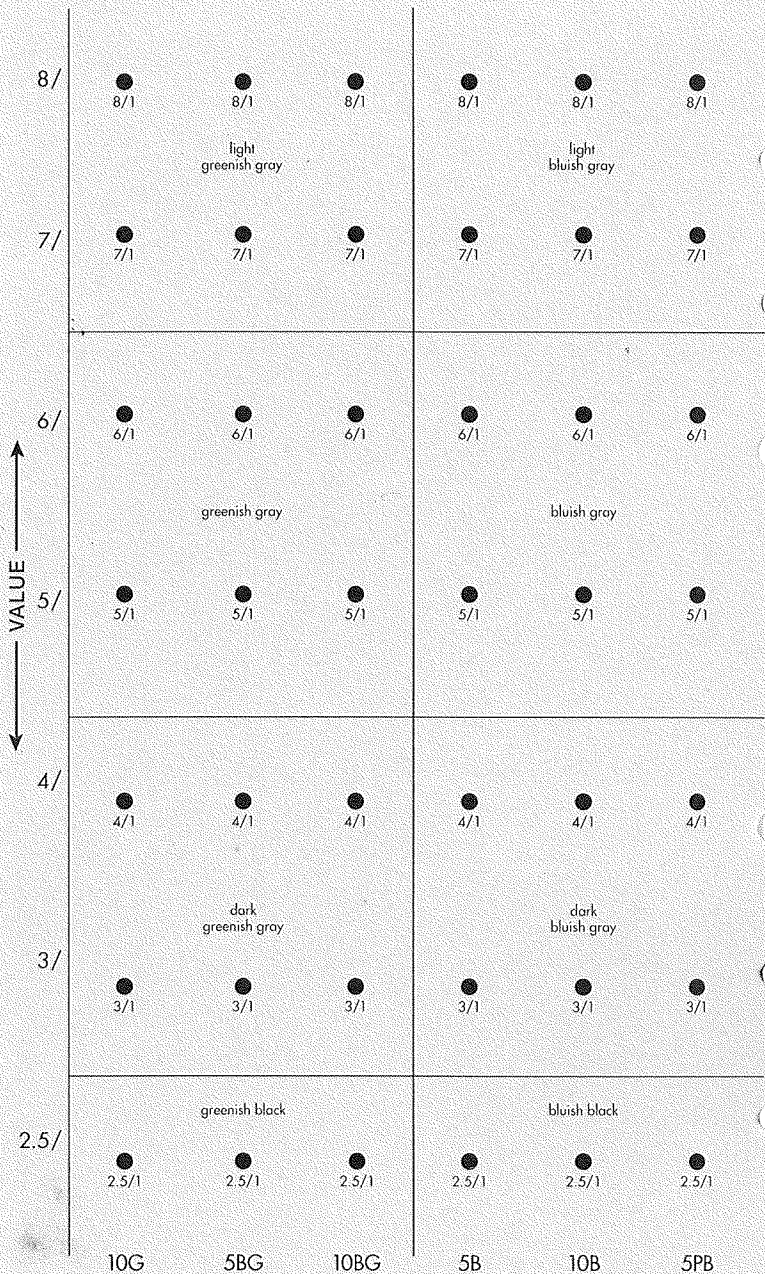 8/
8/1 8/1 8/1 8/1 8/1 8/1
light light
greenish gray bluish gray
7/
7/1 7/1 7/1 7/1 7/1 7/1
6/
6/1 6/1 6/1 6/1 6/1 6/1
greenish gray bluish gray
VALUE
5/
5/1 5/1 5/1 5/1 5/1 5/1
4/
4/1 4/1 4/1 4/1 4/1 4/1
dark dark
greenish gray bluish gray
3/
3/1 3/1 3/1 3/1 3/1 3/1
greenish black bluish black
2.5/
2.5/1 2.5/1 2.5/1 2.5/1 2.5/1 2.5/1
10G 5BG 10BG 5B 10B 5PB